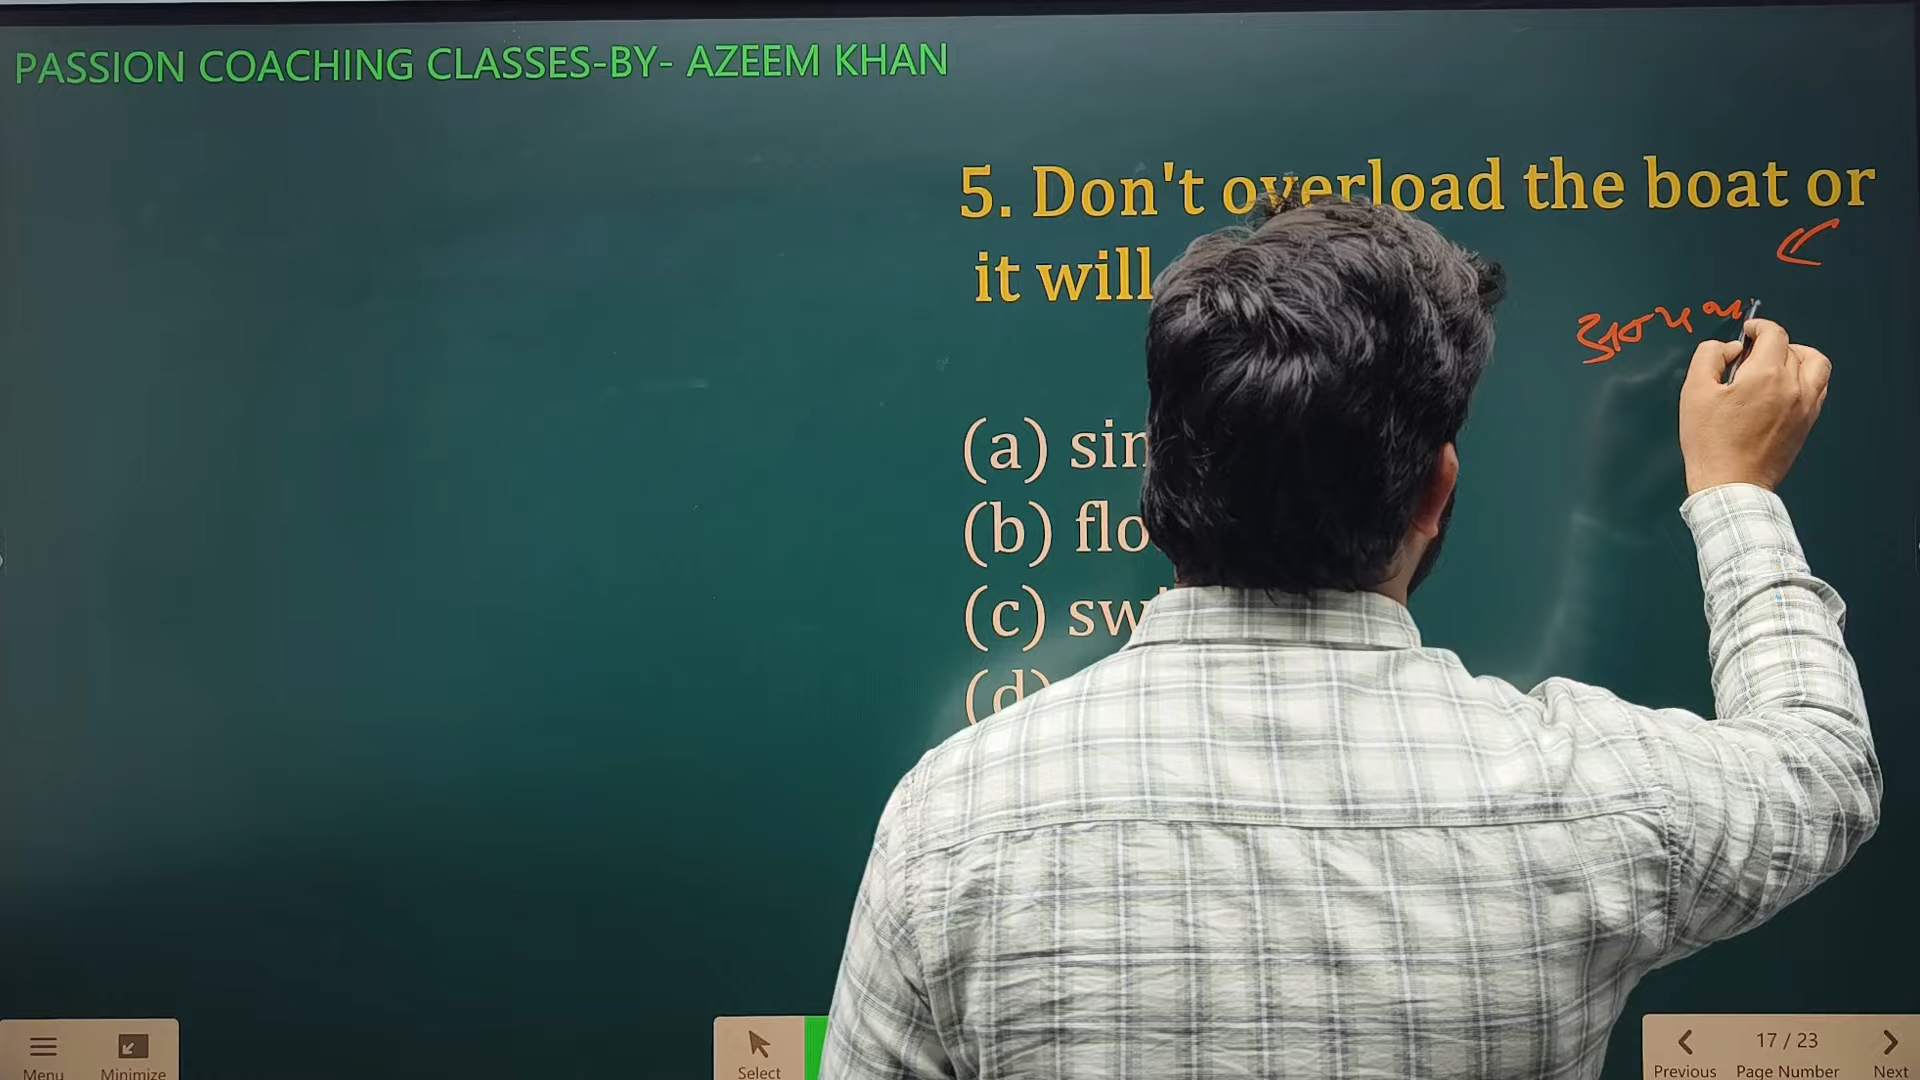 PASSION COACHING CLASSES-BY- AZEEM KHAN
5. Don't overload the boat or
it will
(a) sin
(b) flo
(c) sw
(d)
Menu
Minimize
Select
17 / 23
Previous
Page Number
Next